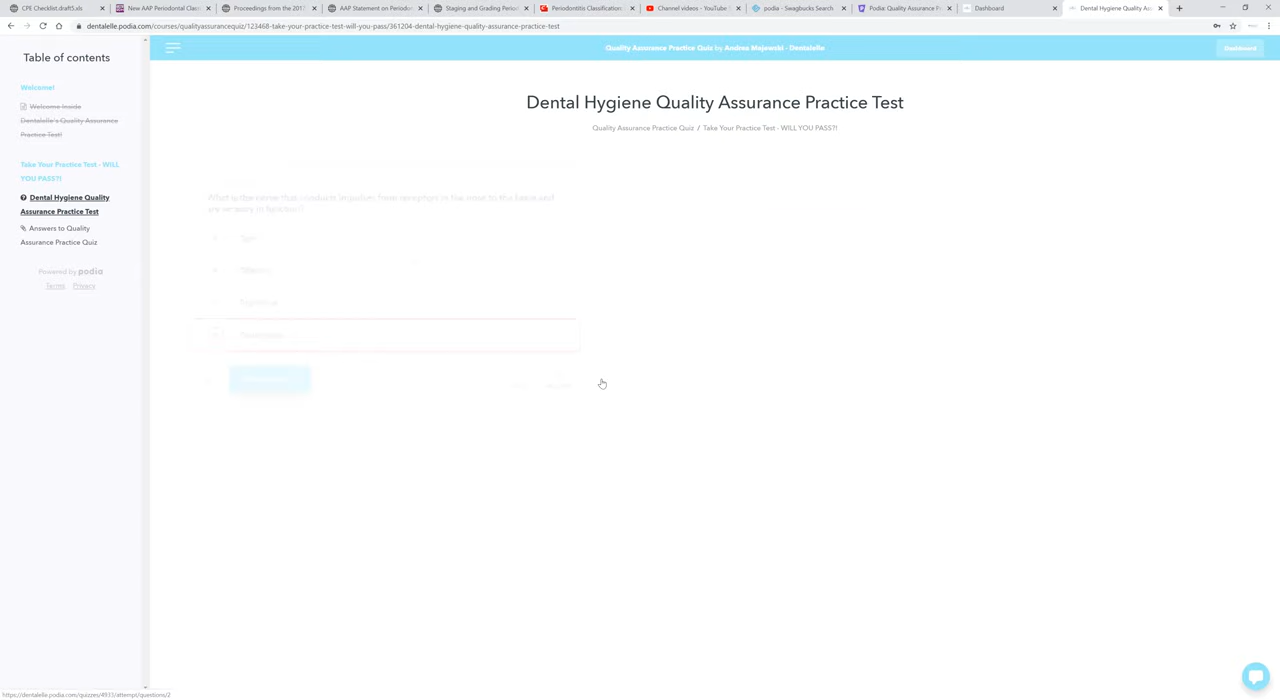 CPE Checklist.draft5.xls
New AAP Periodontal Class
Proceedings from the 2017
AAP Statement on Periodon
Staging and Grading Period
Periodontitis Classification:
Channel videos - YouTube S
podia - Swagbucks Search
Podia: Quality Assurance Pr
Dashboard
Dental Hygiene Quality Ass
dentalelle.podia.com/courses/qualityassurancequiz/123468-take-your-practice-test-will-you-pass/361204-dental-hygiene-quality-assurance-practice-test
Table of contents
Welcome!
Welcome Inside
Dentalelle's Quality Assurance
Practice Test!
Take Your Practice Test - WILL
YOU PASS?!
Dental Hygiene Quality
Assurance Practice Test
Answers to Quality
Assurance Practice Quiz
Powered by podia
Terms Privacy
Quality Assurance Practice Quiz by Andrea Majewski - Dentalelle
Dashboard
Dental Hygiene Quality Assurance Practice Test
Quality Assurance Practice Quiz / Take Your Practice Test - WILL YOU PASS?!
What is the nerve that conducts impulses from receptors in the nose to the brain and
are sensory in function?
https://dentalelle.podia.com/quizzes/4933/attempt/questions/2